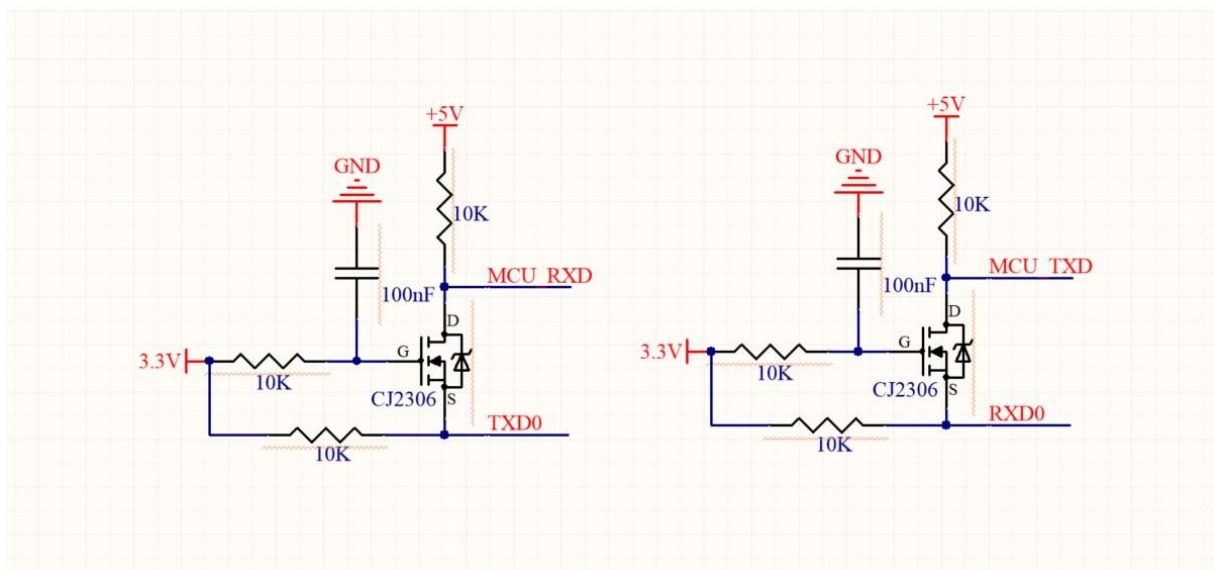 +5V
GND
10K
MCU_RXD
100nF
D
G
3.3V
10K
CJ2306
S
TXD0
10K
+5V
GND
10K
MCU_TXD
100nF
D
G
3.3V
10K
CJ2306
S
RXD0
10K